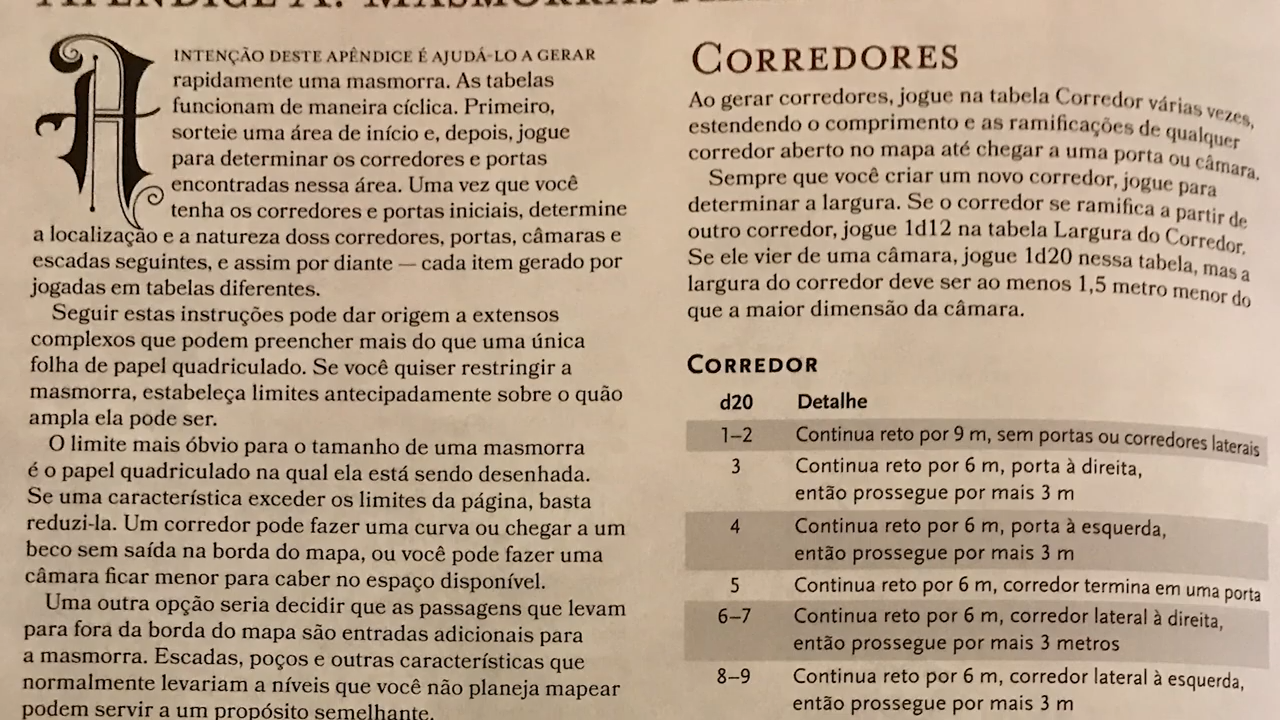 APÊNDICE A: MASMORRAS
A INTENÇÃO DESTE APÊNDICE É AJUDÁ-LO A GERAR
rapidamente uma masmorra. As tabelas
funcionam de maneira cíclica. Primeiro,
sorteie uma área de início e, depois, jogue
para determinar os corredores e portas
encontradas nessa área. Uma vez que você
tenha os corredores e portas iniciais, determine
a localização e a natureza doss corredores, portas, câmaras e
escadas seguintes, e assim por diante — cada item gerado por
jogadas em tabelas diferentes.
Seguir estas instruções pode dar origem a extensos
complexos que podem preencher mais do que uma única
folha de papel quadriculado. Se você quiser restringir a
masmorra, estabeleça limites antecipadamente sobre o quão
ampla ela pode ser.
O limite mais óbvio para o tamanho de uma masmorra
é o papel quadriculado na qual ela está sendo desenhada.
Se uma característica exceder os limites da página, basta
reduzi-la. Um corredor pode fazer uma curva ou chegar a um
beco sem saída na borda do mapa, ou você pode fazer uma
câmara ficar menor para caber no espaço disponível.
Uma outra opção seria decidir que as passagens que levam
para fora da borda do mapa são entradas adicionais para
a masmorra. Escadas, poços e outras características que
normalmente levariam a níveis que você não planeja mapear
podem servir a um propósito semelhante.
CORREDORES
Ao gerar corredores, jogue na tabela Corredor várias vezes,
estendendo o comprimento e as ramificações de qualquer
corredor aberto no mapa até chegar a uma porta ou câmara.
Sempre que você criar um novo corredor, jogue para
determinar a largura. Se o corredor se ramifica a partir de
outro corredor, jogue 1d12 na tabela Largura do Corredor.
Se ele vier de uma câmara, jogue 1d20 nessa tabela, mas a
largura do corredor deve ser ao menos 1,5 metro menor do
que a maior dimensão da câmara.
CORREDOR
d20 Detalhe
1–2 Continua reto por 9 m, sem portas ou corredores laterais
3 Continua reto por 6 m, porta à direita,
então prossegue por mais 3 m
4 Continua reto por 6 m, porta à esquerda,
então prossegue por mais 3 m
5 Continua reto por 6 m, corredor termina em uma porta
6–7 Continua reto por 6 m, corredor lateral à direita,
então prossegue por mais 3 metros
8–9 Continua reto por 6 m, corredor lateral à esquerda,
então prossegue por mais 3 m